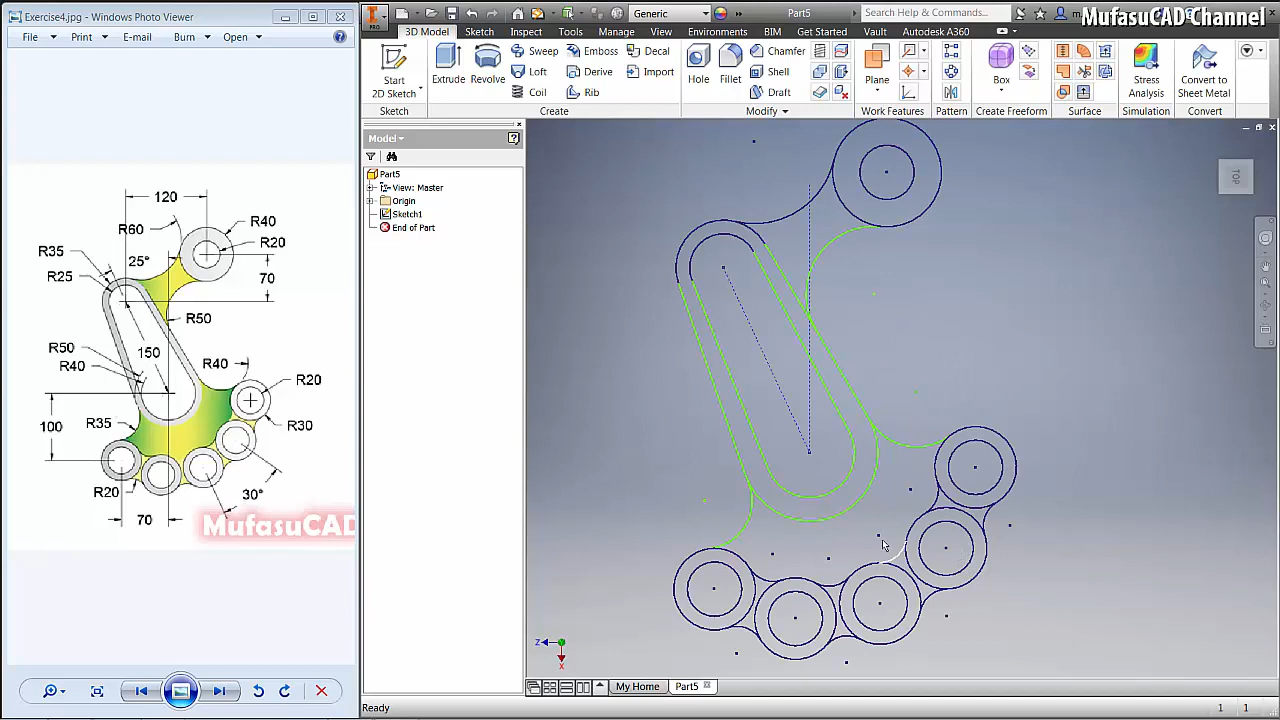 Exercise4.jpg - Windows Photo Viewer
File Print E-mail Burn Open
120
R60
R40
R20
R35
25°
R25
70
R50
150
R50
R40
R40
R20
100
R35
R30
R20
30°
70
MufasuCAD
PRO
Generic
Part5
Search Help & Commands...
MufasuCADChannel
3D Model Sketch Inspect Tools Manage View Environments BIM Get Started Vault Autodesk A360
Start
2D Sketch
Extrude Revolve
Sweep Emboss Decal
Loft Derive Import
Coil Rib
Hole Fillet
Chamfer
Shell
Draft
Plane
Box
Stress
Analysis
Convert to
Sheet Metal
Sketch Create Modify Work Features Pattern Create Freeform Surface Simulation Convert
Model
Part5
View: Master
Origin
Sketch1
End of Part
TOP
Z
X
My Home Part5
Ready
1 1